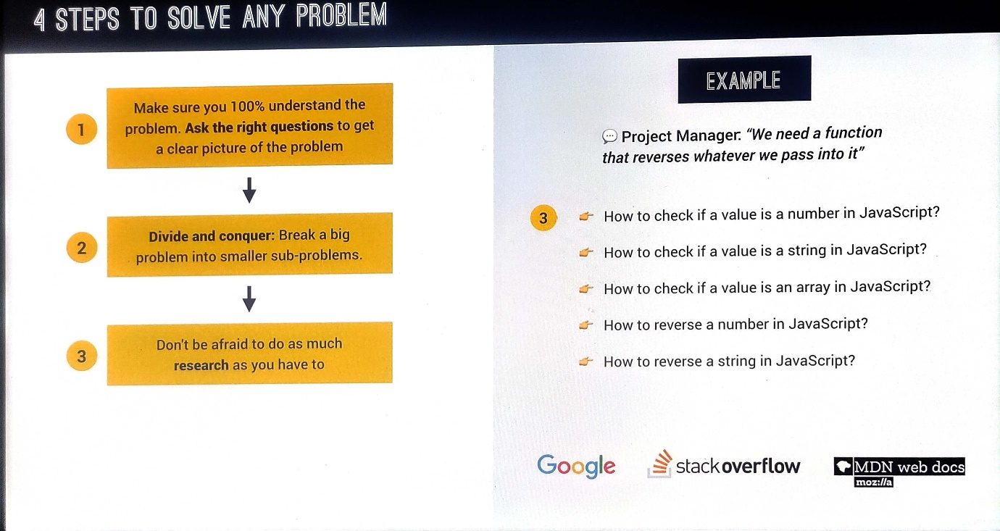 4 STEPS TO SOLVE ANY PROBLEM
1
Make sure you 100% understand the
problem. Ask the right questions to get
a clear picture of the problem
2
Divide and conquer: Break a big
problem into smaller sub-problems.
3
Don't be afraid to do as much
research as you have to
EXAMPLE
Project Manager: “We need a function
that reverses whatever we pass into it”
3
How to check if a value is a number in JavaScript?
How to check if a value is a string in JavaScript?
How to check if a value is an array in JavaScript?
How to reverse a number in JavaScript?
How to reverse a string in JavaScript?
Google
stackoverflow
MDN web docs
moz://a